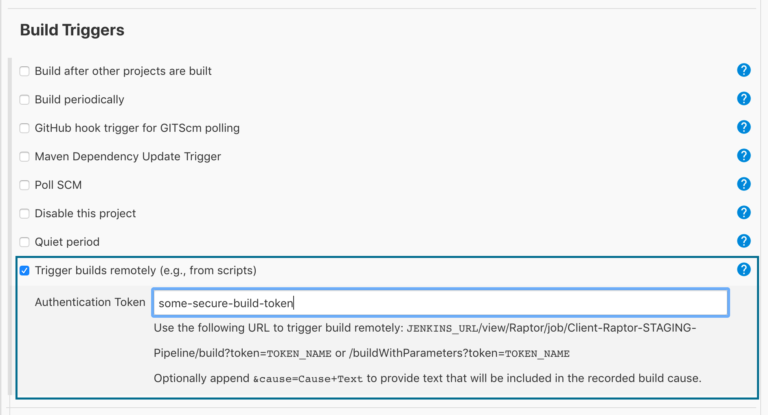 Build Triggers
Build after other projects are built
?
Build periodically
?
GitHub hook trigger for GITScm polling
?
Maven Dependency Update Trigger
?
Poll SCM
?
Disable this project
?
Quiet period
?
Trigger builds remotely (e.g., from scripts)
?
Authentication Token some-secure-build-token
Use the following URL to trigger build remotely: JENKINS_URL/view/Raptor/job/Client-Raptor-STAGING-
Pipeline/build?token=TOKEN_NAME or /buildWithParameters?token=TOKEN_NAME
Optionally append &cause=Cause+Text to provide text that will be included in the recorded build cause.